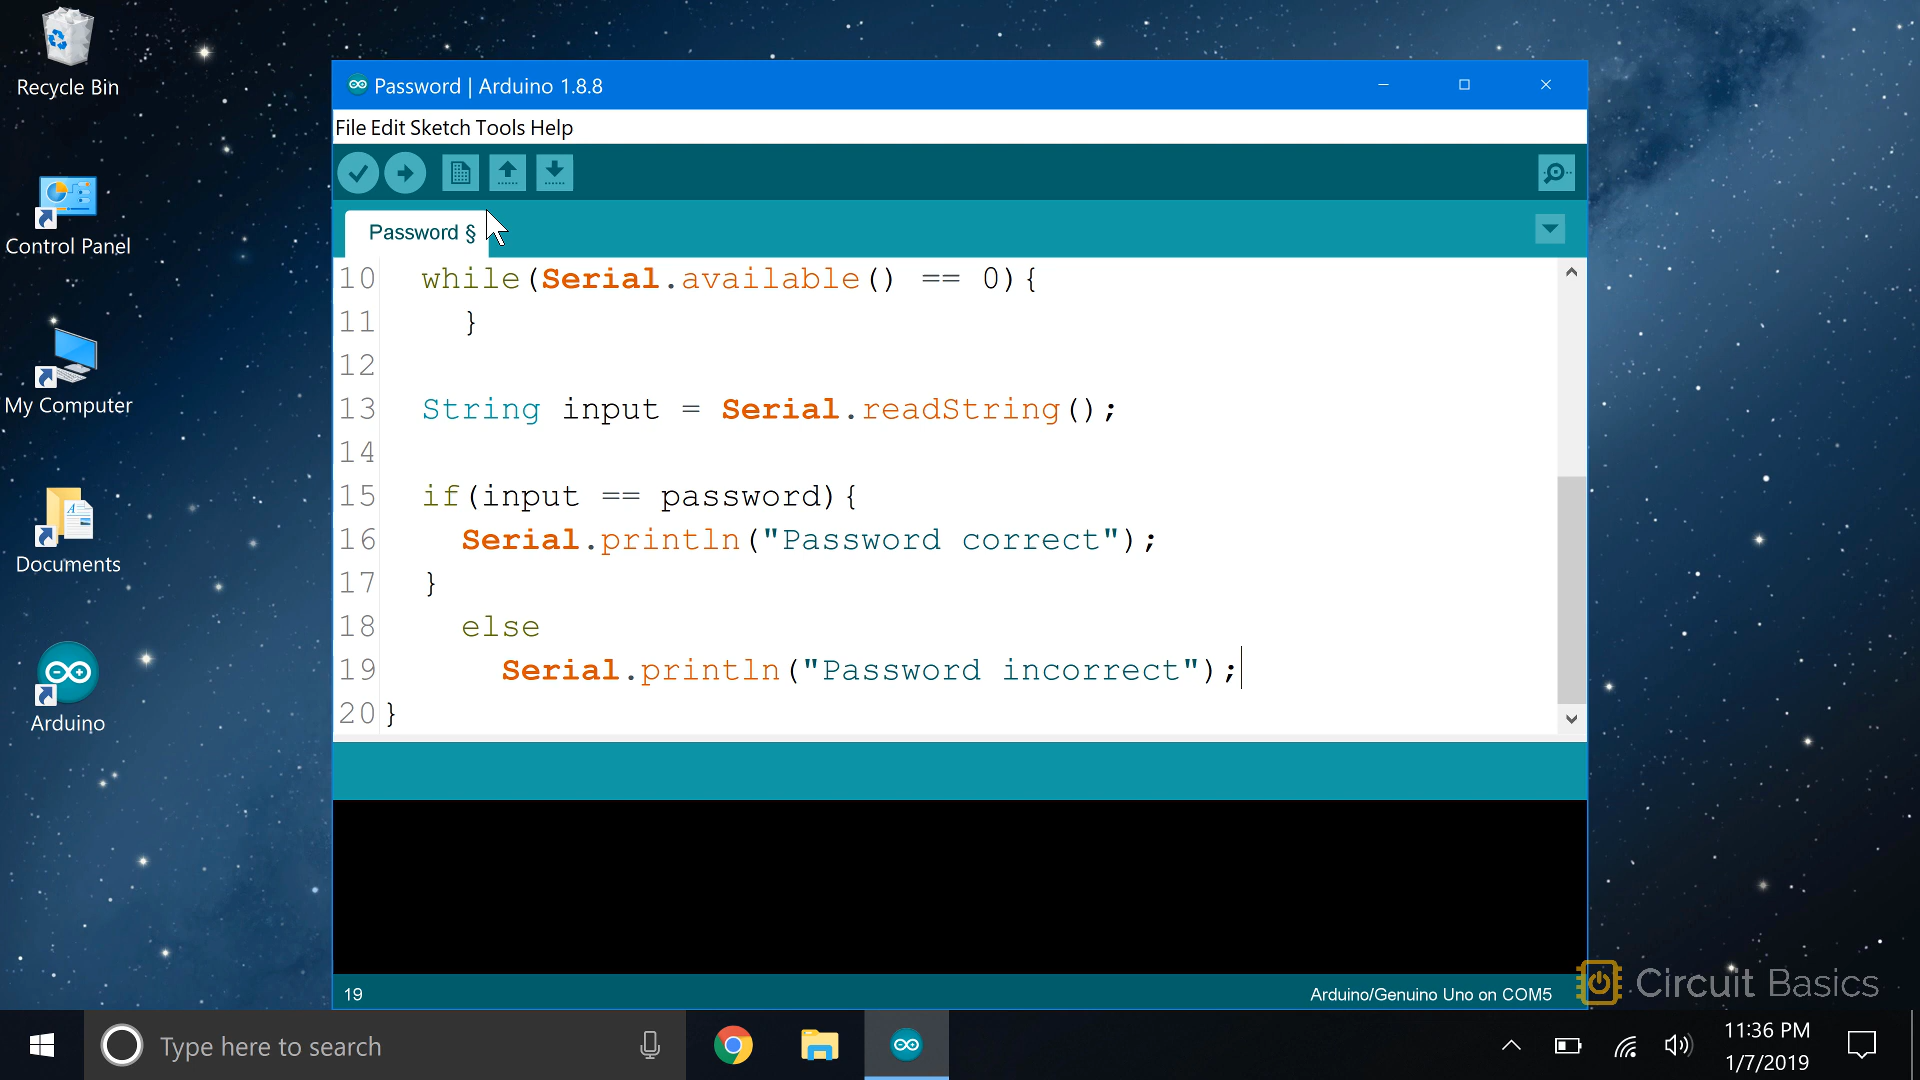 Recycle Bin
Control Panel
My Computer
Documents
Arduino
Password | Arduino 1.8.8
File Edit Sketch Tools Help
Password §
10 while(Serial.available() == 0){
11 }
12
13 String input = Serial.readString();
14
15 if(input == password){
16 Serial.println("Password correct");
17 }
18 else
19 Serial.println("Password incorrect");
20 }
19
Arduino/Genuino Uno on COM5
Circuit Basics
Type here to search
11:36 PM
1/7/2019